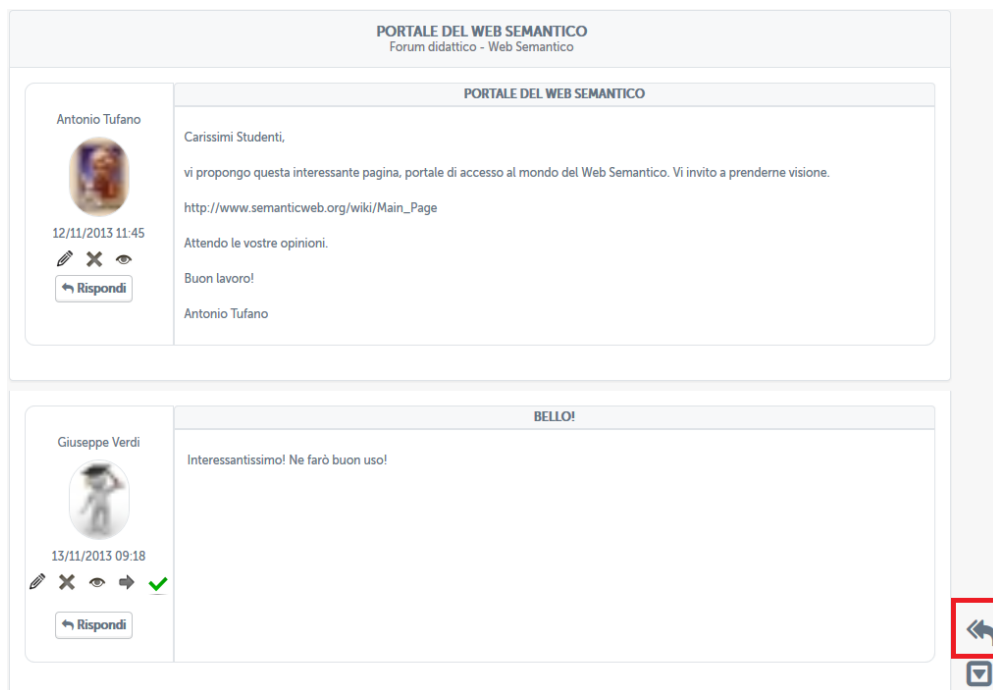 PORTALE DEL WEB SEMANTICO
Forum didattico - Web Semantico
PORTALE DEL WEB SEMANTICO
Antonio Tufano
12/11/2013 11:45
Rispondi
Carissimi Studenti,
vi propongo questa interessante pagina, portale di accesso al mondo del Web Semantico. Vi invito a prenderne visione.
http://www.semanticweb.org/wiki/Main_Page
Attendo le vostre opinioni.
Buon lavoro!
Antonio Tufano
BELLO!
Giuseppe Verdi
13/11/2013 09:18
Rispondi
Interessantissimo! Ne farò buon uso!